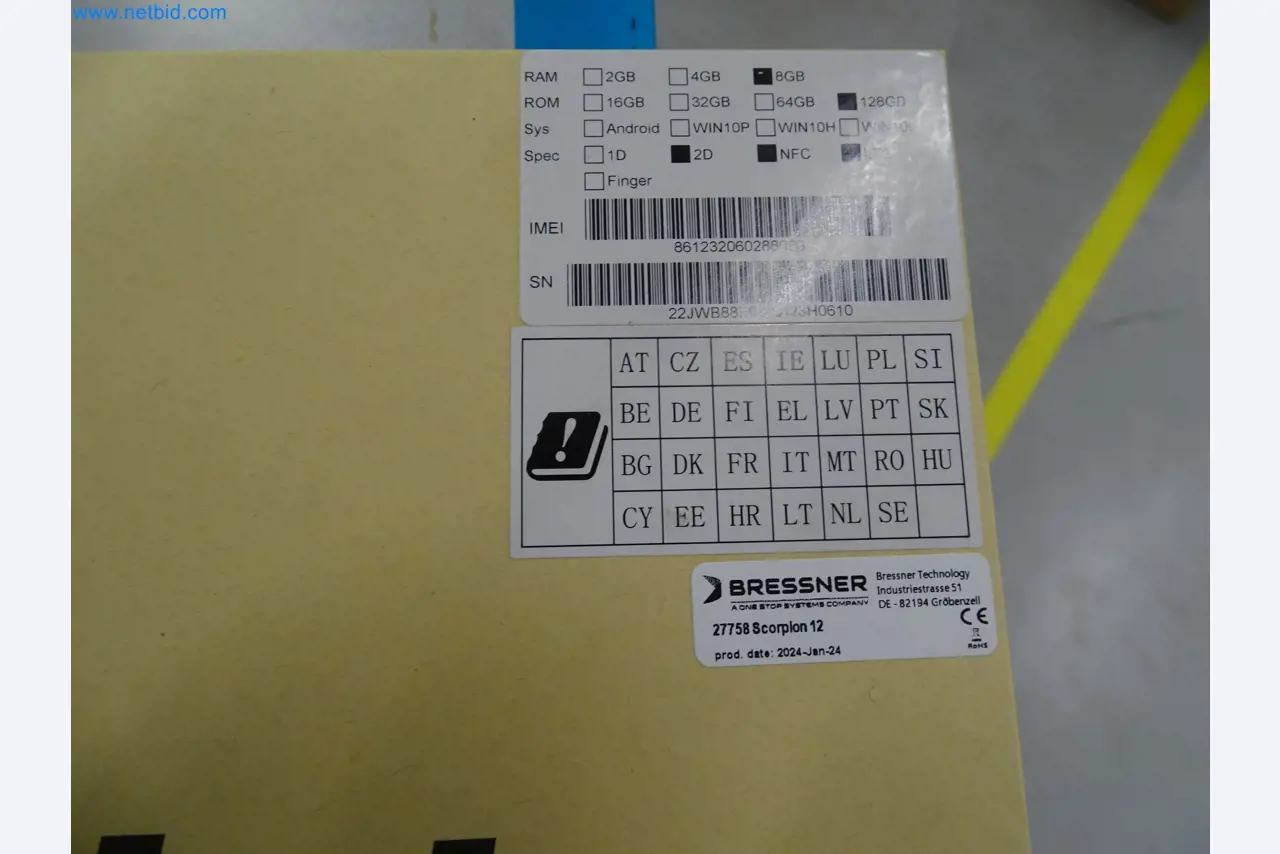 www.netbid.com
RAM 2GB 4GB 8GB
ROM 16GB 32GB 64GB 128GB
Sys Android WIN10P WIN10H
Spec 1D 2D NFC
Finger
IMEI
SN
AT CZ ES IE LU PL SI
BE DE FI EL LV PT SK
BG DK FR IT MT RO HU
CY EE HR LT NL SE
BRESSNER
A ONE STOP SYSTEMS COMPANY
Bressner Technology
Industriestrasse 51
DE - 82194 Gröbenzell
CE
27758 Scorpion 12
RoHS
prod. date: 2024-Jan-24